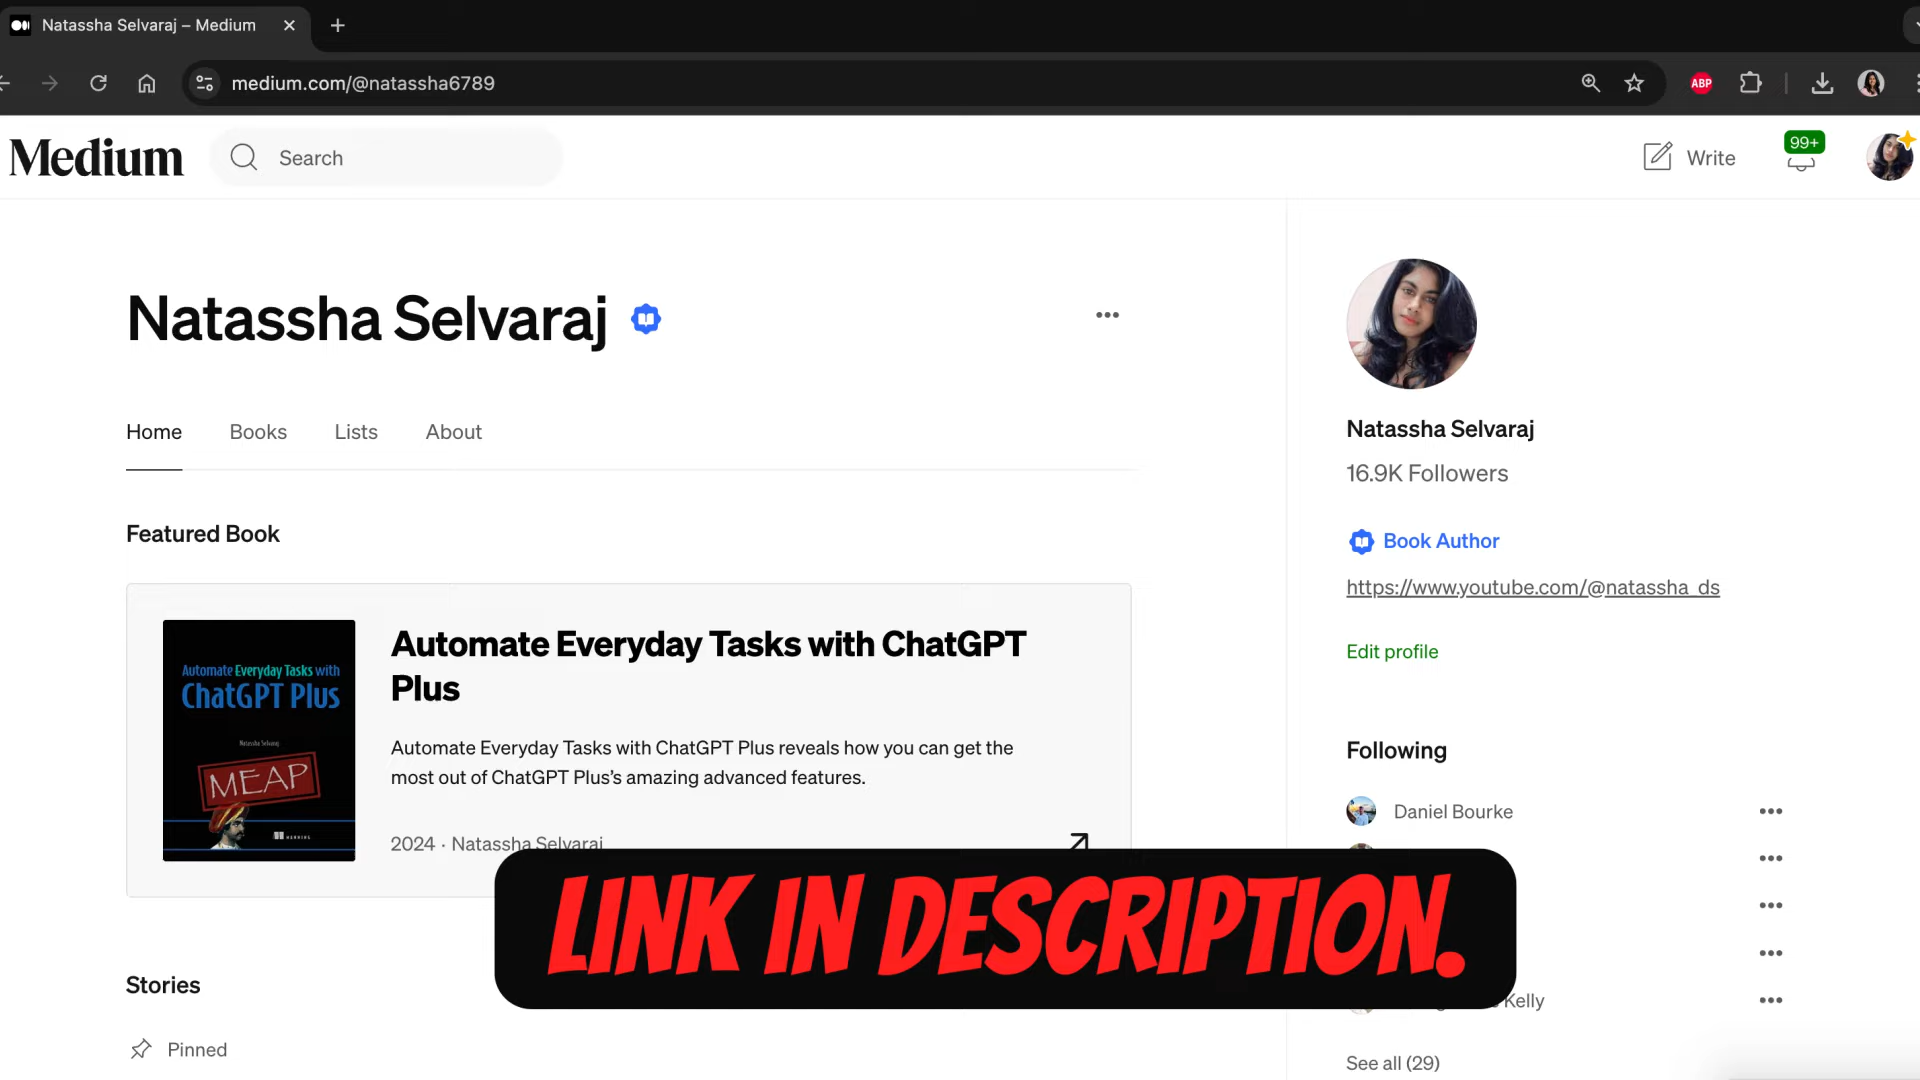 Natassha Selvaraj – Medium
medium.com/@natassha6789
ABP
Medium
Search
Write
99+
Natassha Selvaraj
Home
Books
Lists
About
Featured Book
Automate Everyday Tasks with
ChatGPT Plus
Natassha Selvaraj
MEAP
MANNING
Automate Everyday Tasks with ChatGPT
Plus
Automate Everyday Tasks with ChatGPT Plus reveals how you can get the
most out of ChatGPT Plus’s amazing advanced features.
2024 · Natassha Selvaraj
Stories
Pinned
Natassha Selvaraj
16.9K Followers
Book Author
https://www.youtube.com/@natassha_ds
Edit profile
Following
Daniel Bourke
Kelly
See all (29)
LINK IN DESCRIPTION.